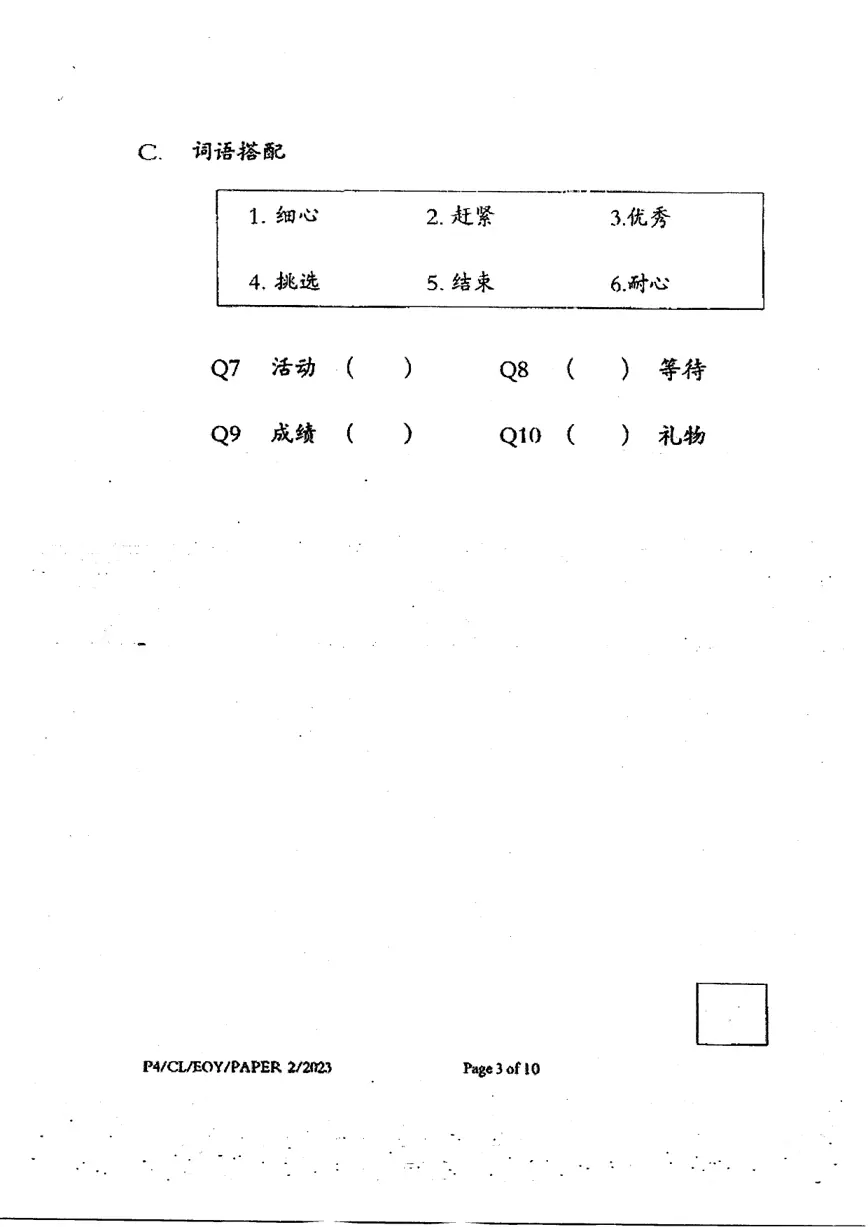 C. 词语搭配
1. 细心 2. 赶紧 3.优秀
4. 挑选 5. 结束 6.耐心
Q7 活动 ( ) Q8 ( ) 等待
Q9 成绩 ( ) Q10 ( ) 礼物
P4/CL/EOY/PAPER 2/2023 Page 3 of 10